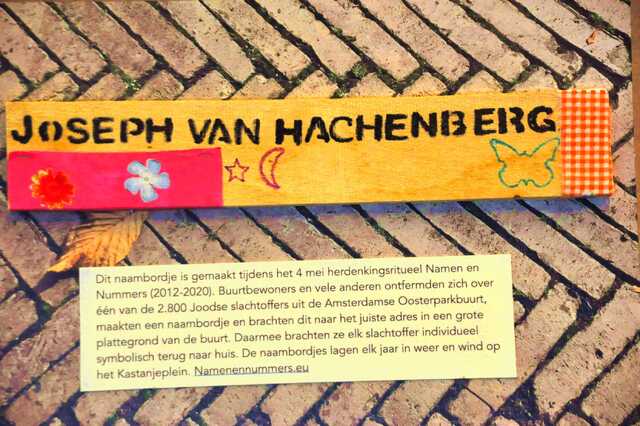 JOSEPH VAN HACHENBERG
Dit naambordje is gemaakt tijdens het 4 mei herdenkingsritueel Namen en
Nummers (2012-2020). Buurtbewoners en vele anderen ontfermden zich over
één van de 2.800 Joodse slachtoffers uit de Amsterdamse Oosterparkbuurt,
maakten een naambordje en brachten dit naar het juiste adres in een grote
plattegrond van de buurt. Daarmee brachten ze elk slachtoffer individueel
symbolisch terug naar huis. De naambordjes lagen elk jaar in weer en wind op
het Kastanjeplein. Namenennummers.eu